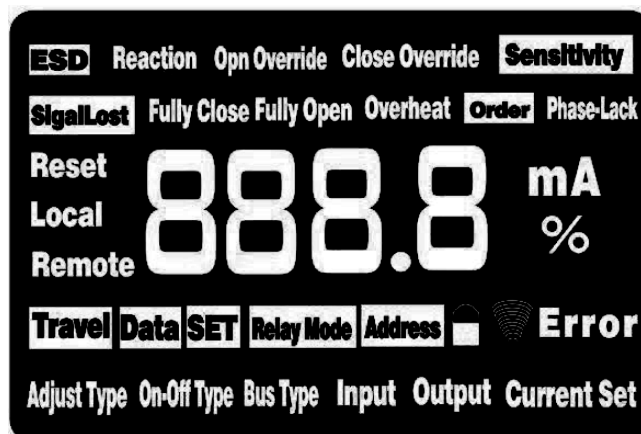 ESD Reaction Opn Override Close Override Sensitivity
SigalLost Fully Close Fully Open Overheat Order Phase-Lack
Reset
888.8 mA
Local
%
Remote
Travel Data SET Relay Mode Address Error
Adjust Type On-Off Type Bus Type Input Output Current Set